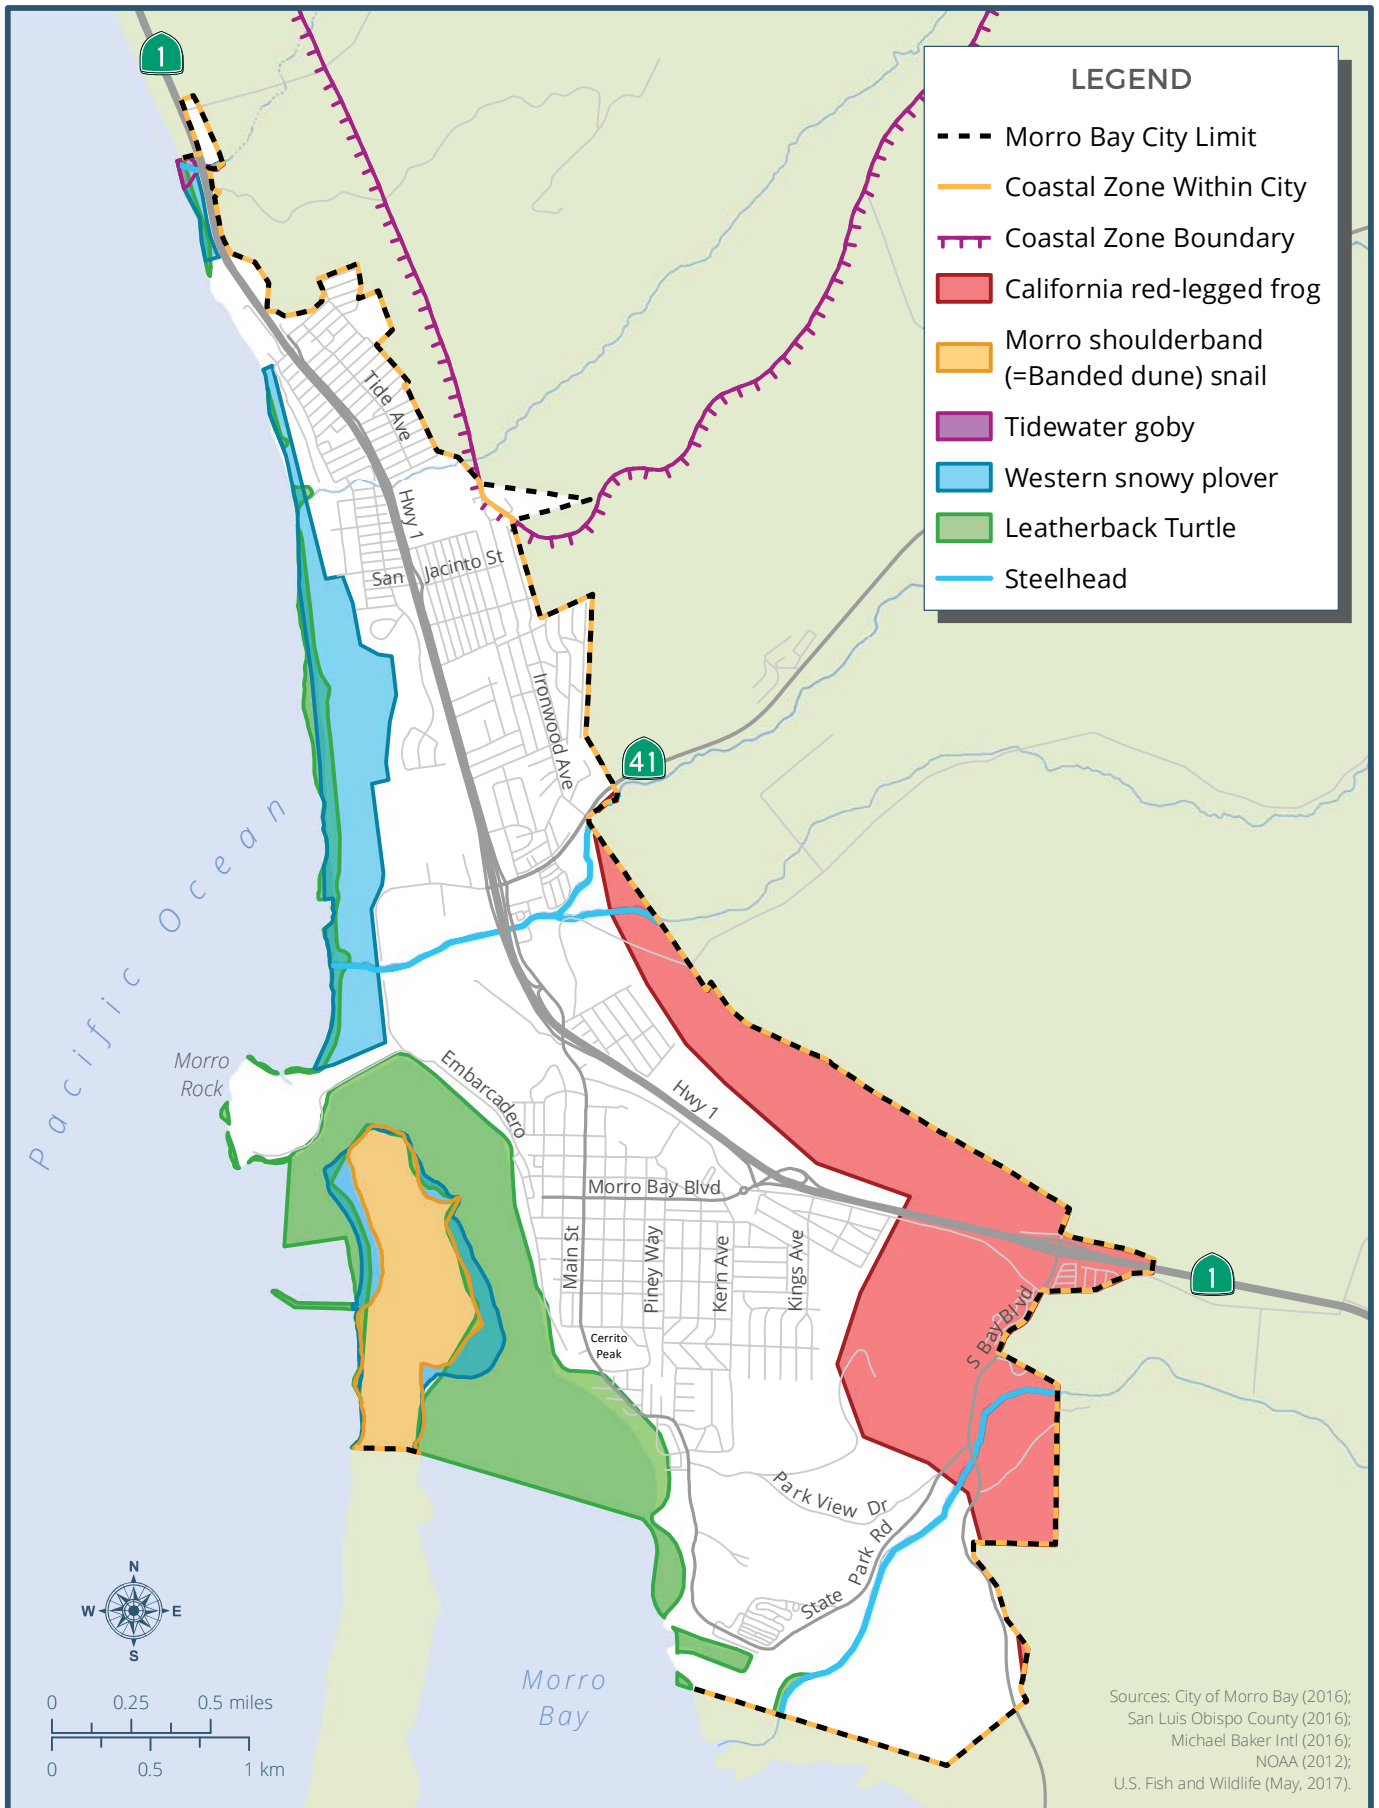 1
LEGEND
Morro Bay City Limit
Coastal Zone Within City
Coastal Zone Boundary
California red-legged frog
Morro shoulderband
(=Banded dune) snail
Tidewater goby
Western snowy plover
Leatherback Turtle
Steelhead
Tide Ave
Hwy 1
San Jacinto St
Ironwood Ave
41
Pacific Ocean
Morro
Rock
Embarcadero
Hwy 1
Morro Bay Blvd
Main St
Piney Way
Kern Ave
Kings Ave
1
S Bay Blvd
Cerrito
Peak
Park View Dr
State Park Rd
N
W
E
S
Morro
Bay
0 0.25 0.5 miles
0 0.5 1 km
Sources: City of Morro Bay (2016);
San Luis Obispo County (2016);
Michael Baker Intl (2016);
NOAA (2012);
U.S. Fish and Wildlife (May, 2017).